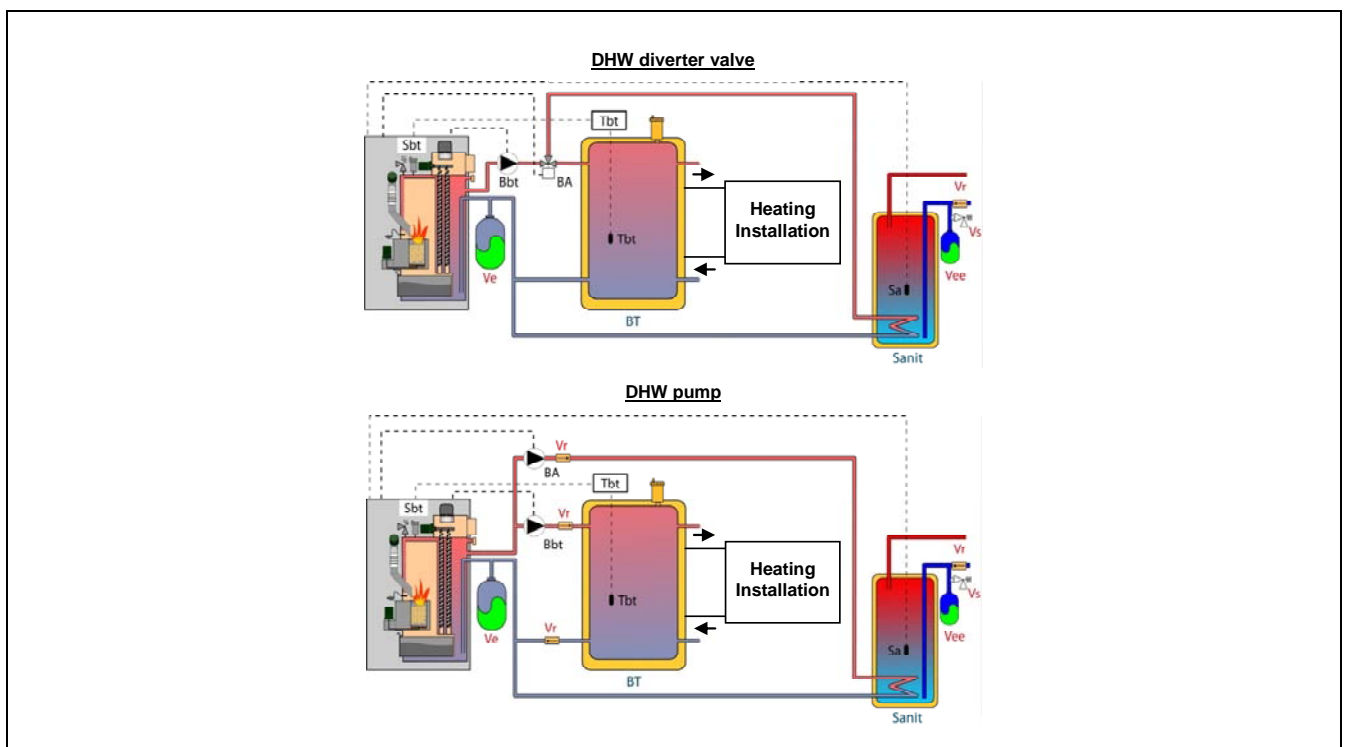 DHW diverter valve
Tbt
Sbt
Bbt
BA
Vr
Heating
Installation
Vs
Tbt
Ve
Sa
Vee
BT
Sanit
DHW pump
Vr
BA
Tbt
Sbt
Vr
Bbt
Vr
Heating
Installation
Vs
Tbt
Ve
Vr
Sa
Vee
BT
Sanit